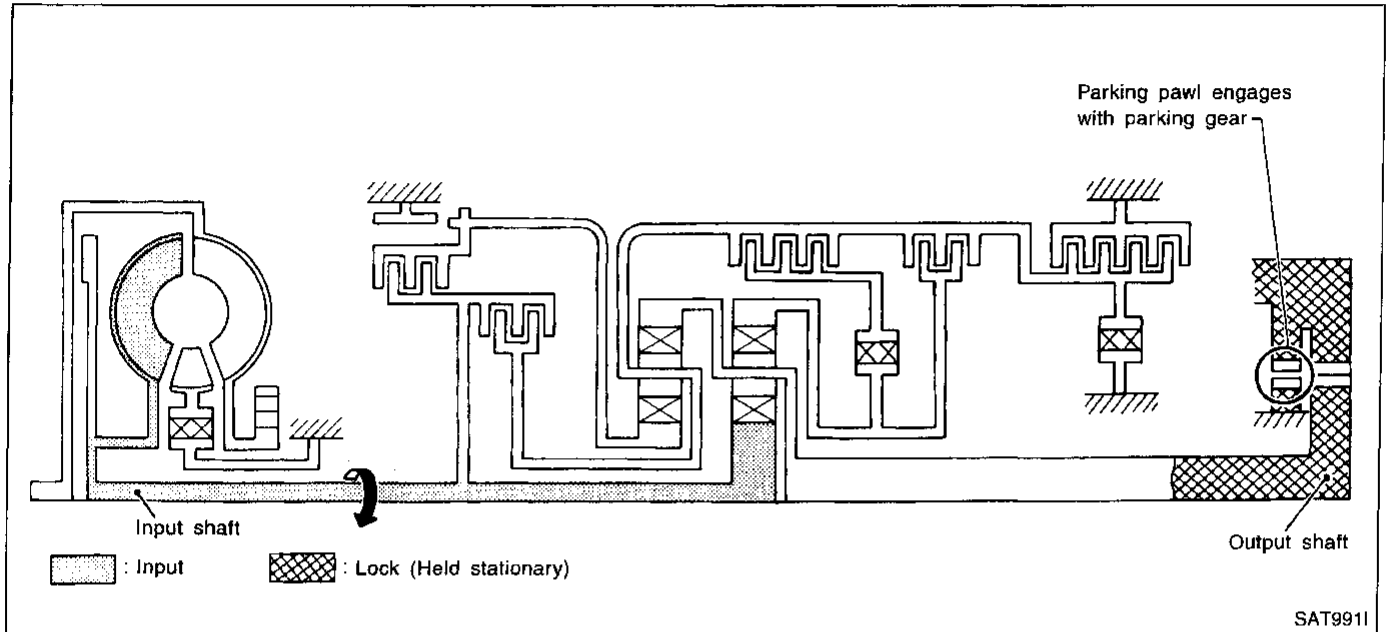 Parking pawl engages
with parking gear
Input shaft
Output shaft
: Input
: Lock (Held stationary)
SAT991I